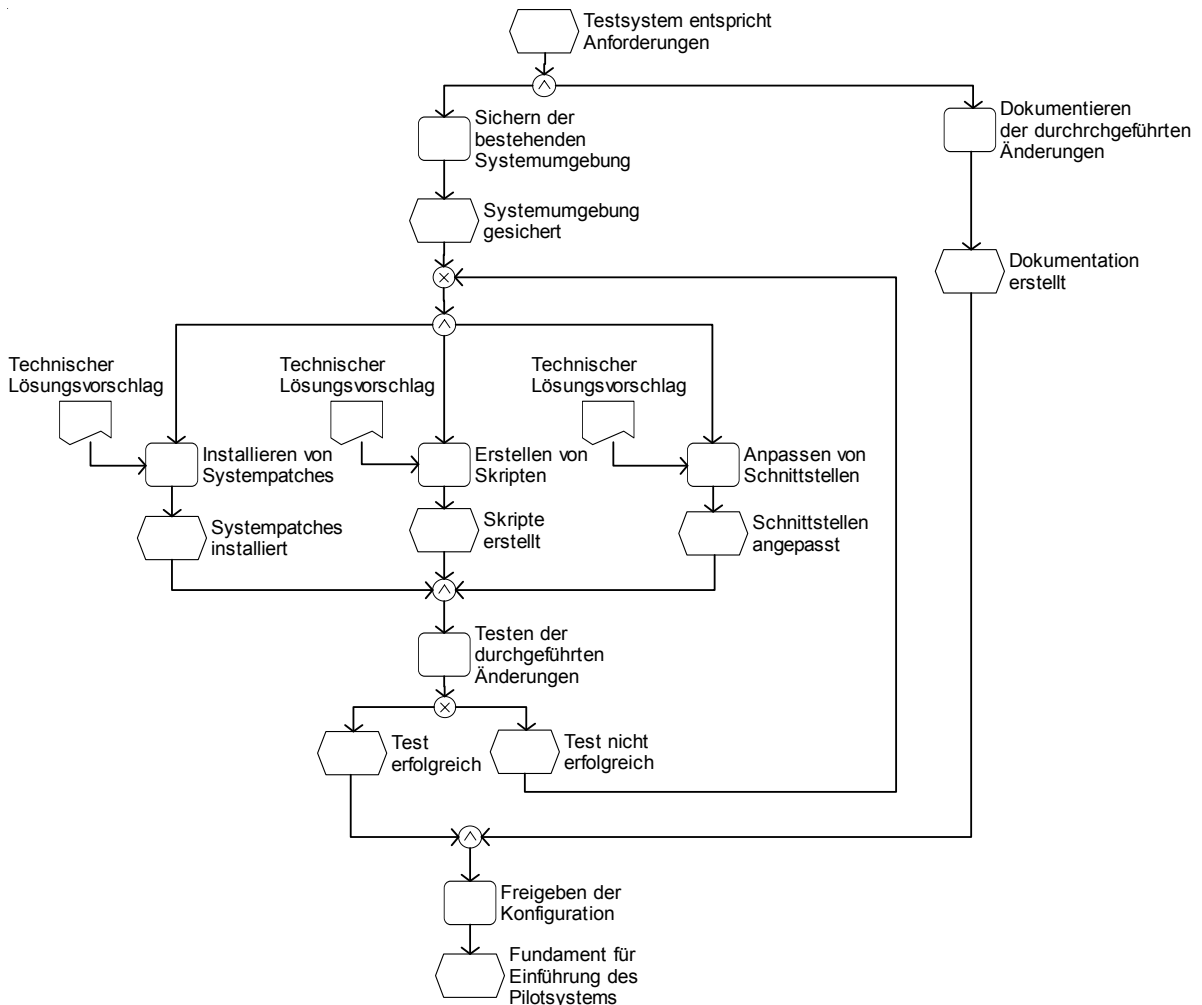 Testsystem entspricht
Anforderungen
Sichern der
bestehenden
Systemumgebung
Dokumentieren
der durchrchgeführten
Änderungen
Systemumgebung
gesichert
Dokumentation
erstellt
Technischer
Lösungsvorschlag
Technischer
Lösungsvorschlag
Technischer
Lösungsvorschlag
Installieren von
Systempatches
Erstellen von
Skripten
Anpassen von
Schnittstellen
Systempatches
installiert
Skripte
erstellt
Schnittstellen
angepasst
Testen der
durchgeführten
Änderungen
Test
erfolgreich
Test nicht
erfolgreich
Freigeben der
Konfiguration
Fundament für
Einführung des
Pilotsystems